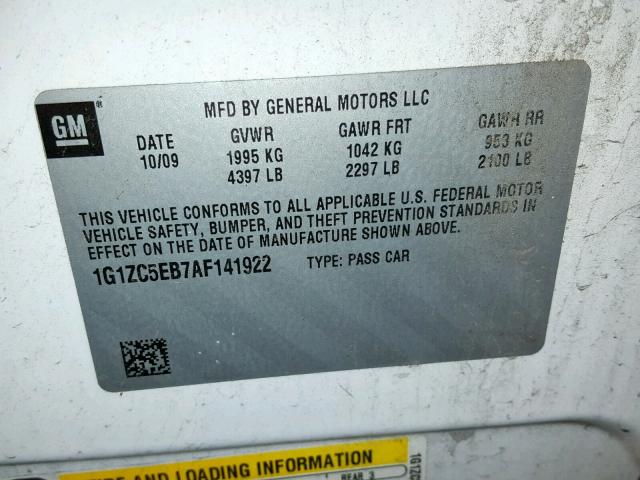 GM ®
MFD BY GENERAL MOTORS LLC
DATE GVWR GAWR FRT GAWR RR
10/09 1995 KG 1042 KG 953 KG
4397 LB 2297 LB 2100 LB
THIS VEHICLE CONFORMS TO ALL APPLICABLE U.S. FEDERAL MOTOR
VEHICLE SAFETY, BUMPER, AND THEFT PREVENTION STANDARDS IN
EFFECT ON THE DATE OF MANUFACTURE SHOWN ABOVE.
1G1ZC5EB7AF141922 TYPE: PASS CAR
AND LOADING INFORMATION
REAR 3
1G1ZC